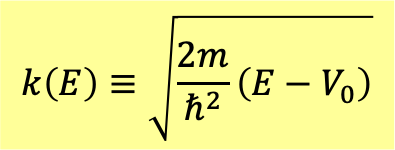 k(E) ≡ √(2m/ℏ² (E − V₀))